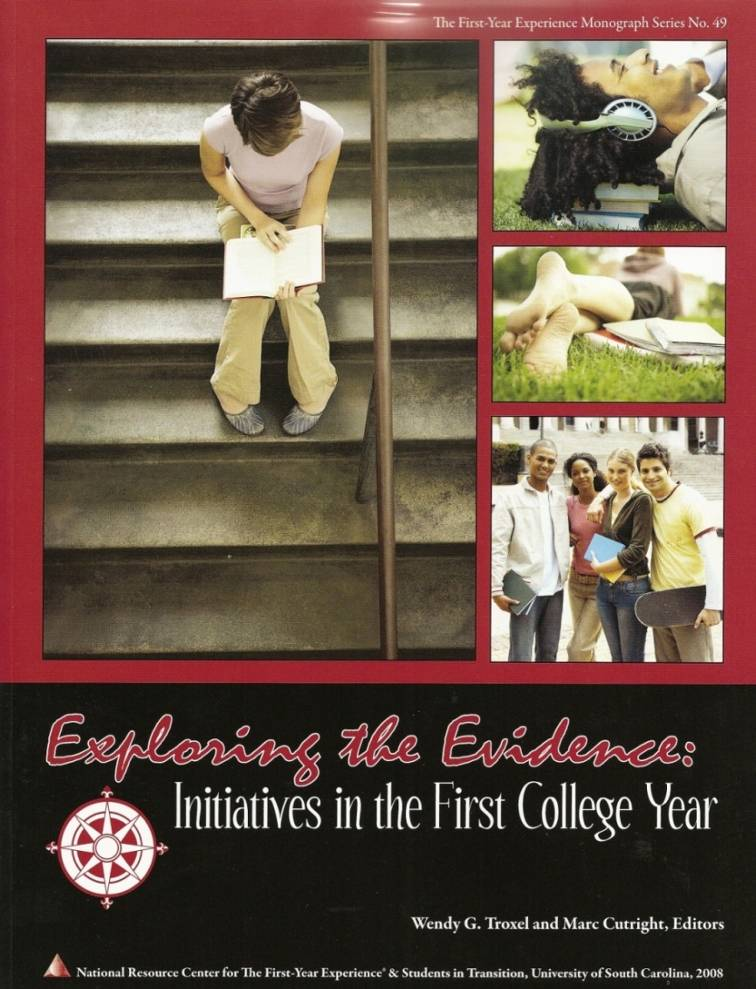 The First-Year Experience Monograph Series No. 49
Exploring the Evidence:
Initiatives in the First College Year
Wendy G. Troxel and Marc Cutright, Editors
National Resource Center for The First-Year Experience® & Students in Transition, University of South Carolina, 2008